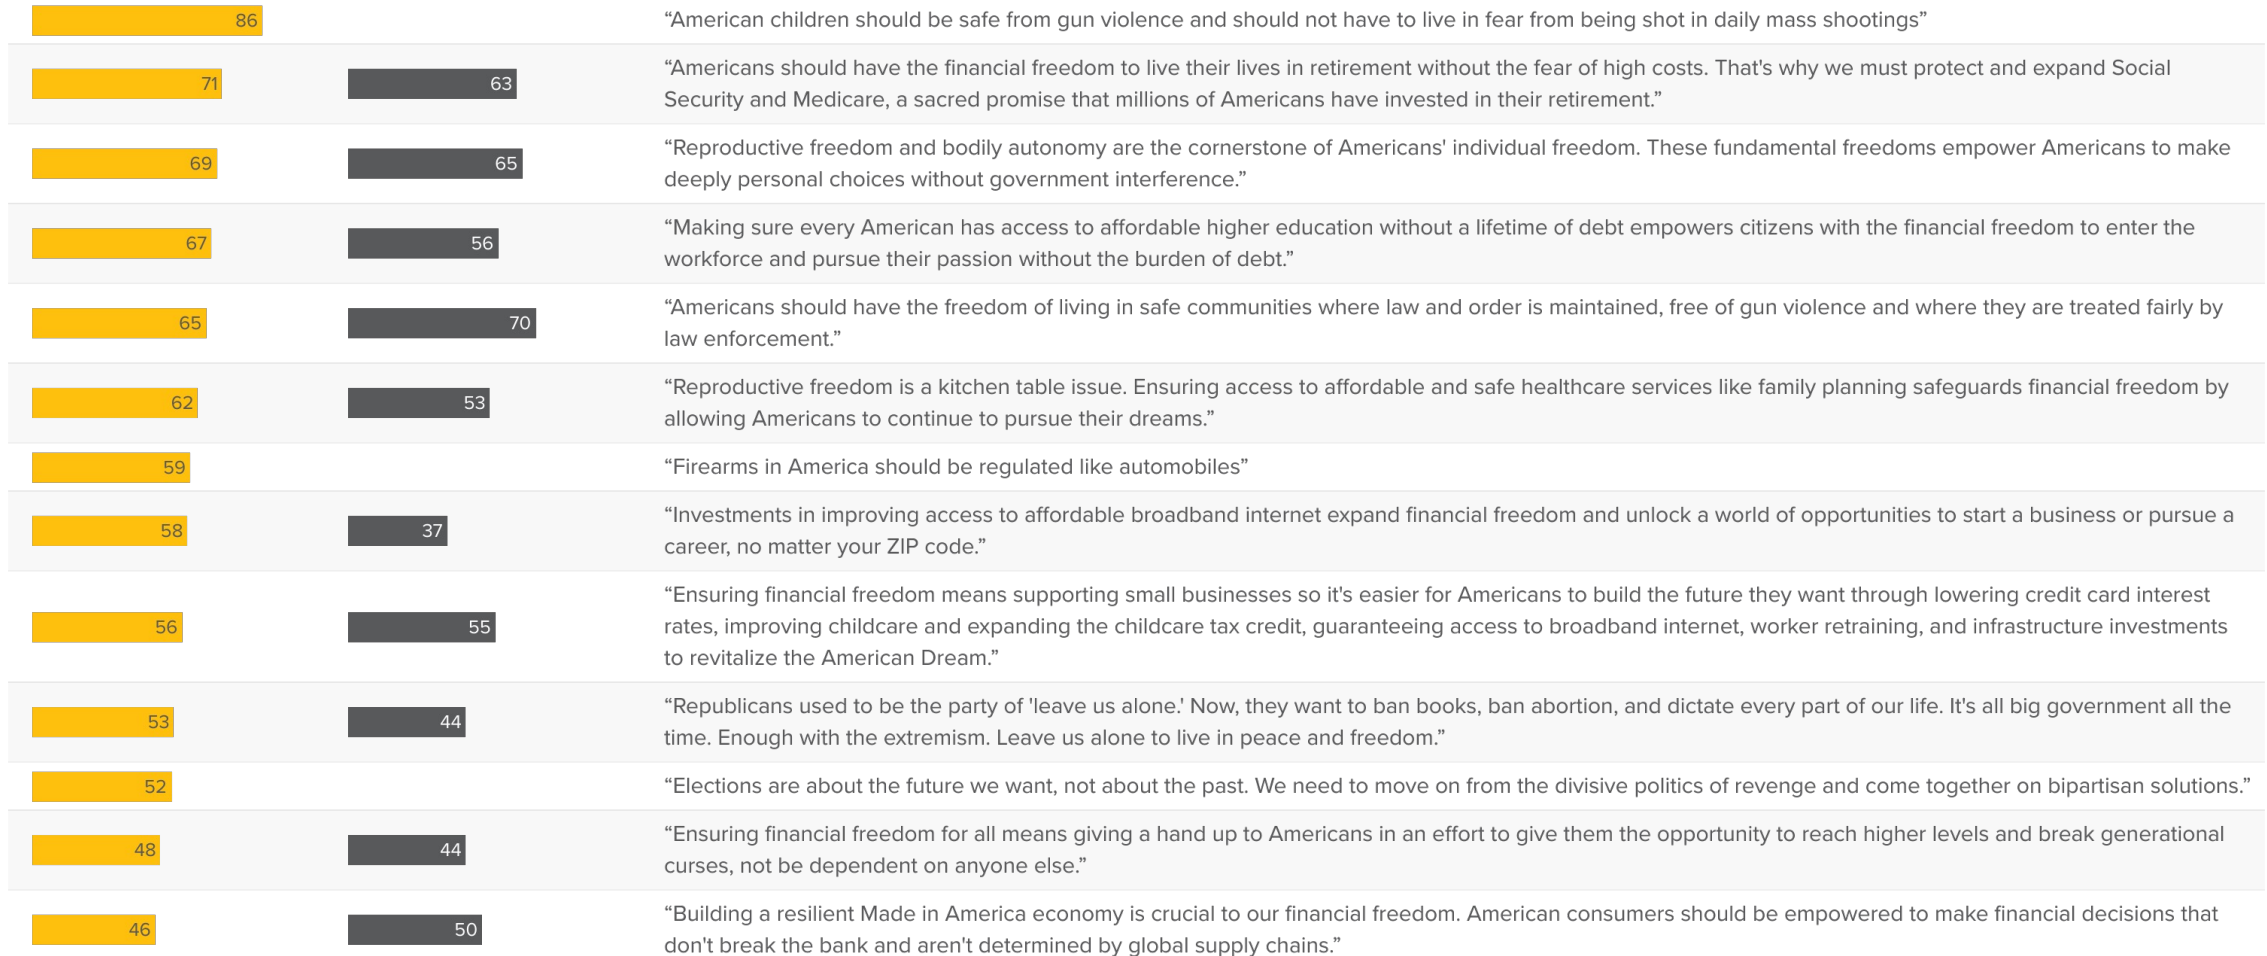 86
“American children should be safe from gun violence and should not have to live in fear from being shot in daily mass shootings”
71
63
“Americans should have the financial freedom to live their lives in retirement without the fear of high costs. That's why we must protect and expand Social
Security and Medicare, a sacred promise that millions of Americans have invested in their retirement.”
69
65
“Reproductive freedom and bodily autonomy are the cornerstone of Americans' individual freedom. These fundamental freedoms empower Americans to make
deeply personal choices without government interference.”
67
56
“Making sure every American has access to affordable higher education without a lifetime of debt empowers citizens with the financial freedom to enter the
workforce and pursue their passion without the burden of debt.”
65
70
“Americans should have the freedom of living in safe communities where law and order is maintained, free of gun violence and where they are treated fairly by
law enforcement.”
62
53
“Reproductive freedom is a kitchen table issue. Ensuring access to affordable and safe healthcare services like family planning safeguards financial freedom by
allowing Americans to continue to pursue their dreams.”
59
“Firearms in America should be regulated like automobiles”
58
37
“Investments in improving access to affordable broadband internet expand financial freedom and unlock a world of opportunities to start a business or pursue a
career, no matter your ZIP code.”
56
55
“Ensuring financial freedom means supporting small businesses so it's easier for Americans to build the future they want through lowering credit card interest
rates, improving childcare and expanding the childcare tax credit, guaranteeing access to broadband internet, worker retraining, and infrastructure investments
to revitalize the American Dream.”
53
44
“Republicans used to be the party of 'leave us alone.' Now, they want to ban books, ban abortion, and dictate every part of our life. It's all big government all the
time. Enough with the extremism. Leave us alone to live in peace and freedom.”
52
“Elections are about the future we want, not about the past. We need to move on from the divisive politics of revenge and come together on bipartisan solutions.”
48
44
“Ensuring financial freedom for all means giving a hand up to Americans in an effort to give them the opportunity to reach higher levels and break generational
curses, not be dependent on anyone else.”
46
50
“Building a resilient Made in America economy is crucial to our financial freedom. American consumers should be empowered to make financial decisions that
don't break the bank and aren't determined by global supply chains.”